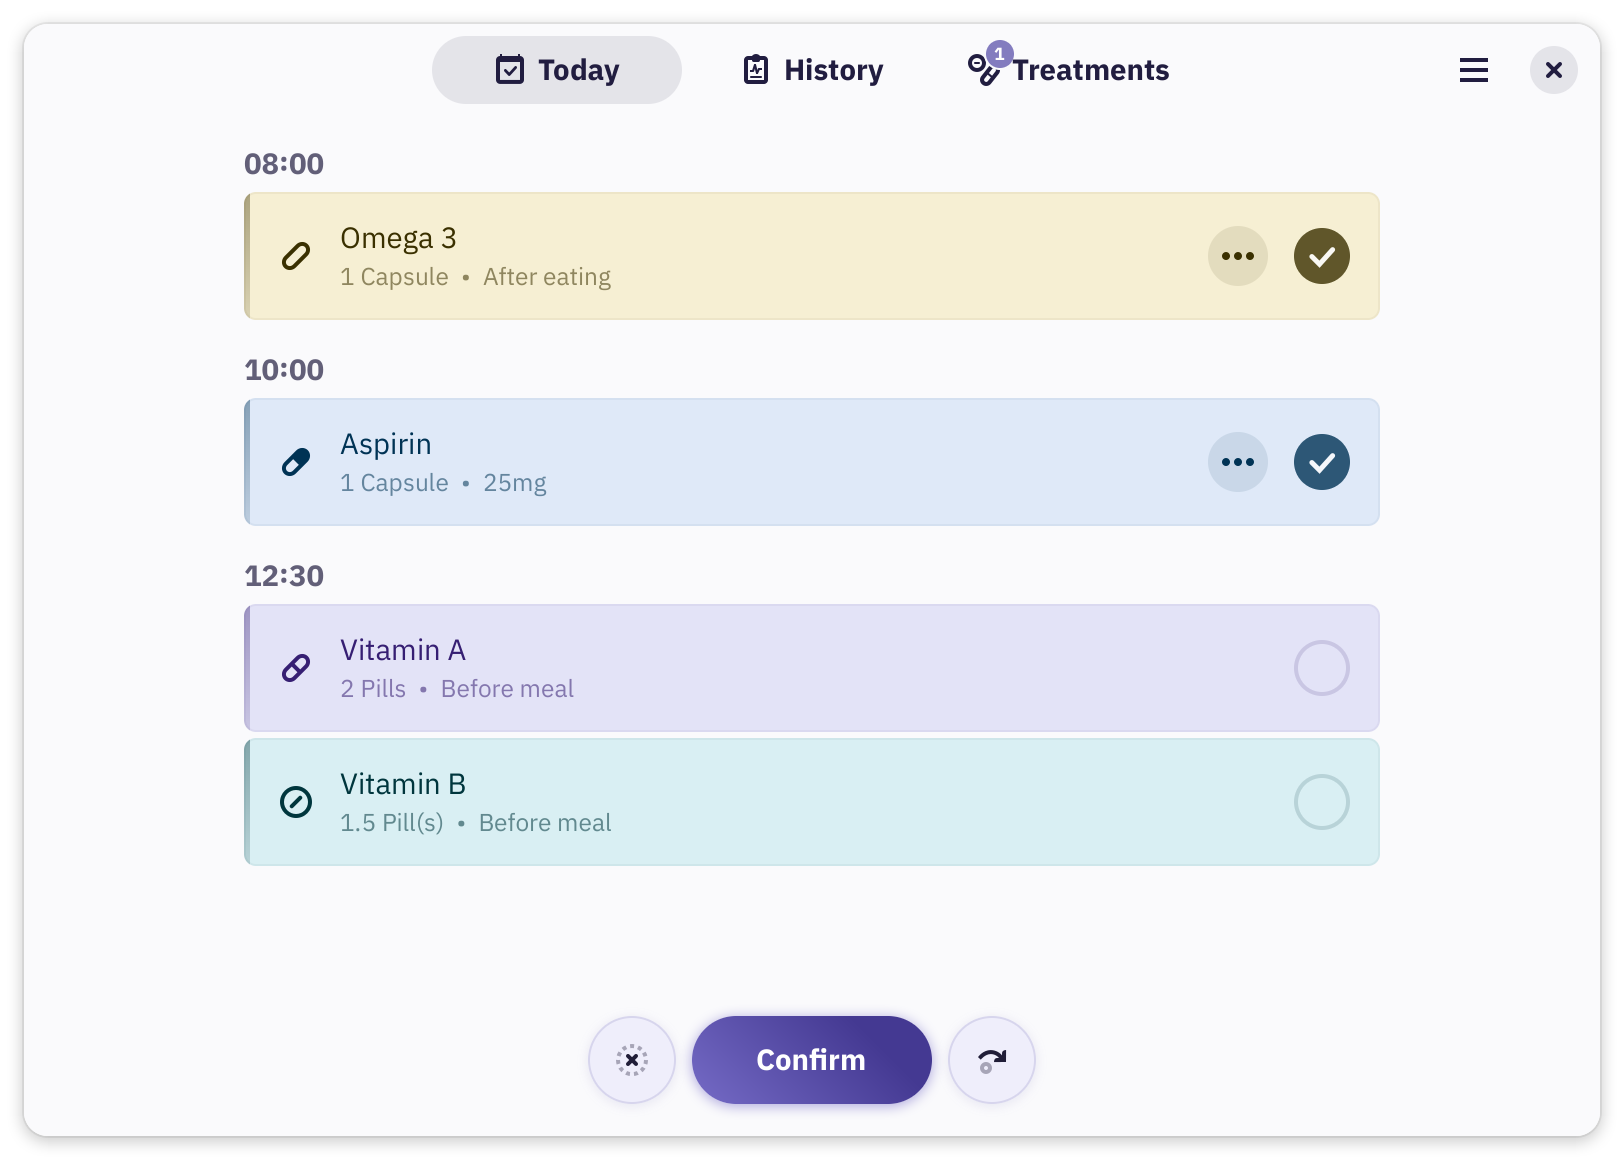 Today
History
1
Treatments
08:00
Omega 3
1 Capsule • After eating
10:00
Aspirin
1 Capsule • 25mg
12:30
Vitamin A
2 Pills • Before meal
Vitamin B
1.5 Pill(s) • Before meal
Confirm